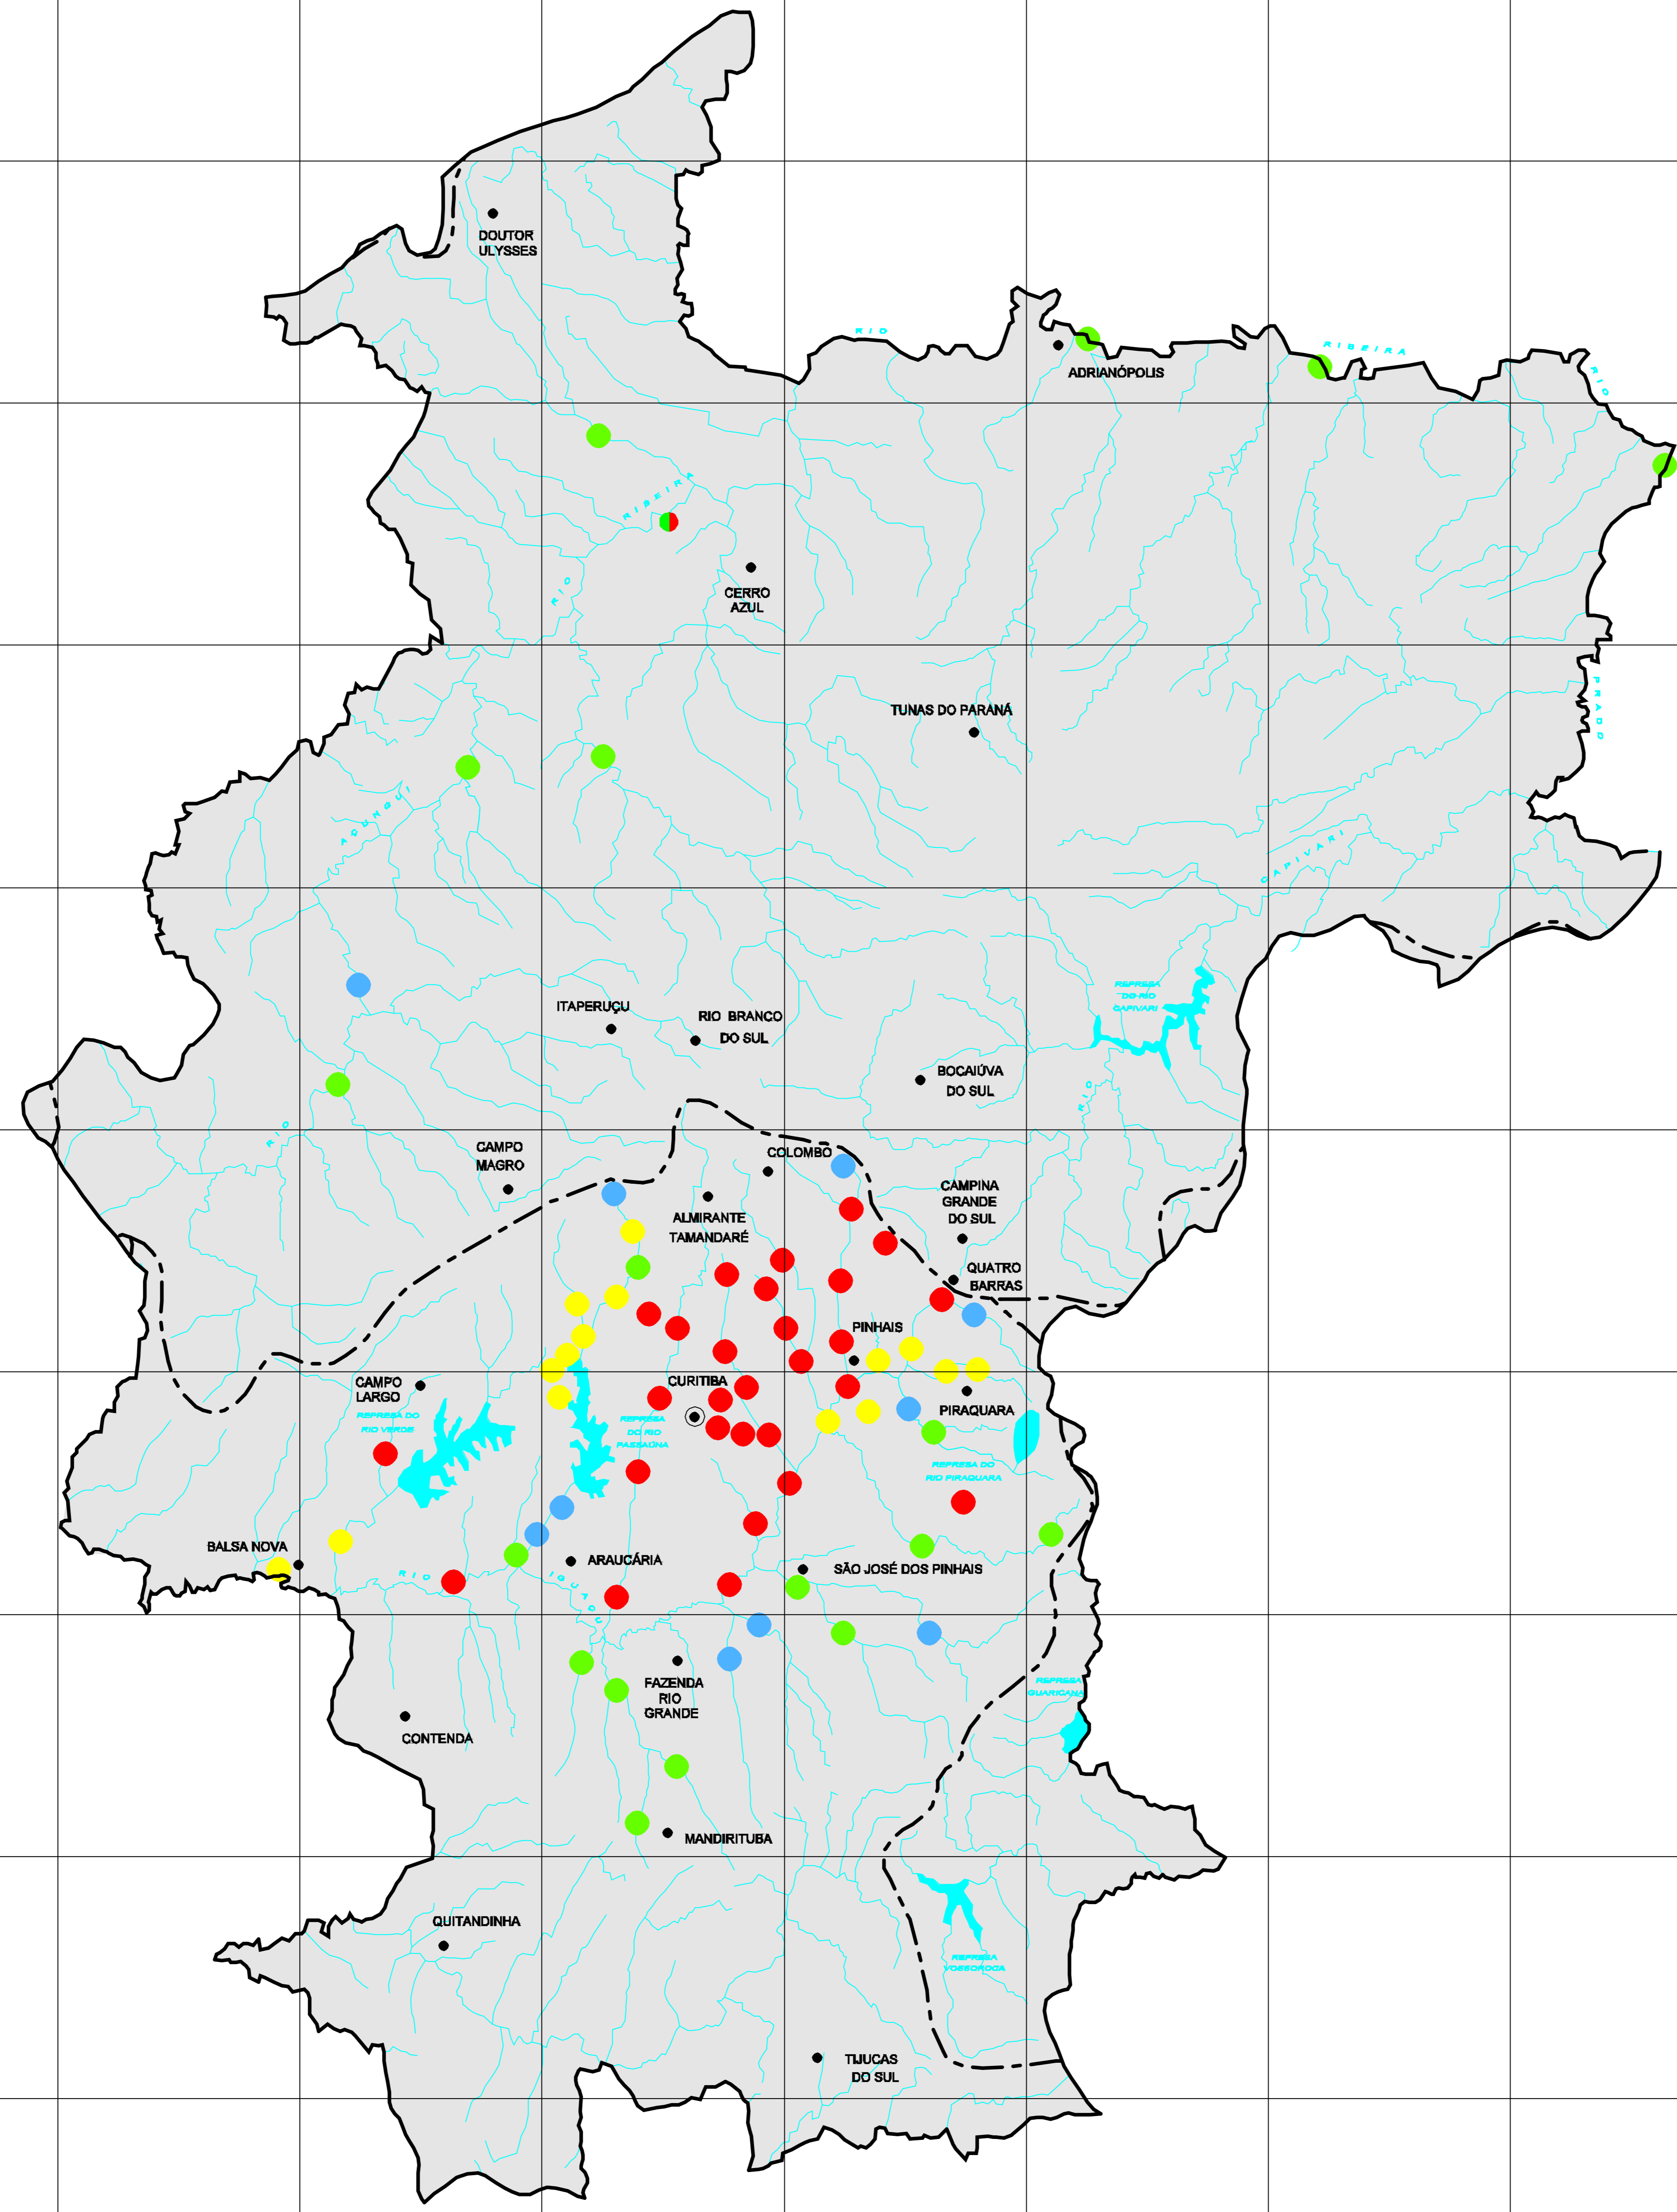 DOUTOR
ULYSSES
RIO
RIBEIRA
RIO
ADRIANÓPOLIS
RIBEIRA
RIO
CERRO
AZUL
PRADO
TUNAS DO PARANÁ
AÇUNGUI
CAPIVARI
REPRESA
DO RIO
CAPIVARI
ITAPERUÇU
RIO BRANCO
DO SUL
BOCAIÚVA
DO SUL
RIO
RIO
CAMPO
MAGRO
COLOMBO
CAMPINA
GRANDE
DO SUL
ALMIRANTE
TAMANDARÉ
QUATRO
BARRAS
PINHAIS
CAMPO
LARGO
CURITIBA
PIRAQUARA
REPRESA DO
RIO VERDE
REPRESA
DO RIO
PASSAÚNA
REPRESA DO
RIO PIRAQUARA
BALSA NOVA
ARAUCÁRIA
SÃO JOSÉ DOS PINHAIS
RIO
IGUAÇU
FAZENDA
RIO
GRANDE
REPRESA
GUARICANA
CONTENDA
MANDIRITUBA
QUITANDINHA
REPRESA
VOSSOROCA
TIJUCAS
DO SUL